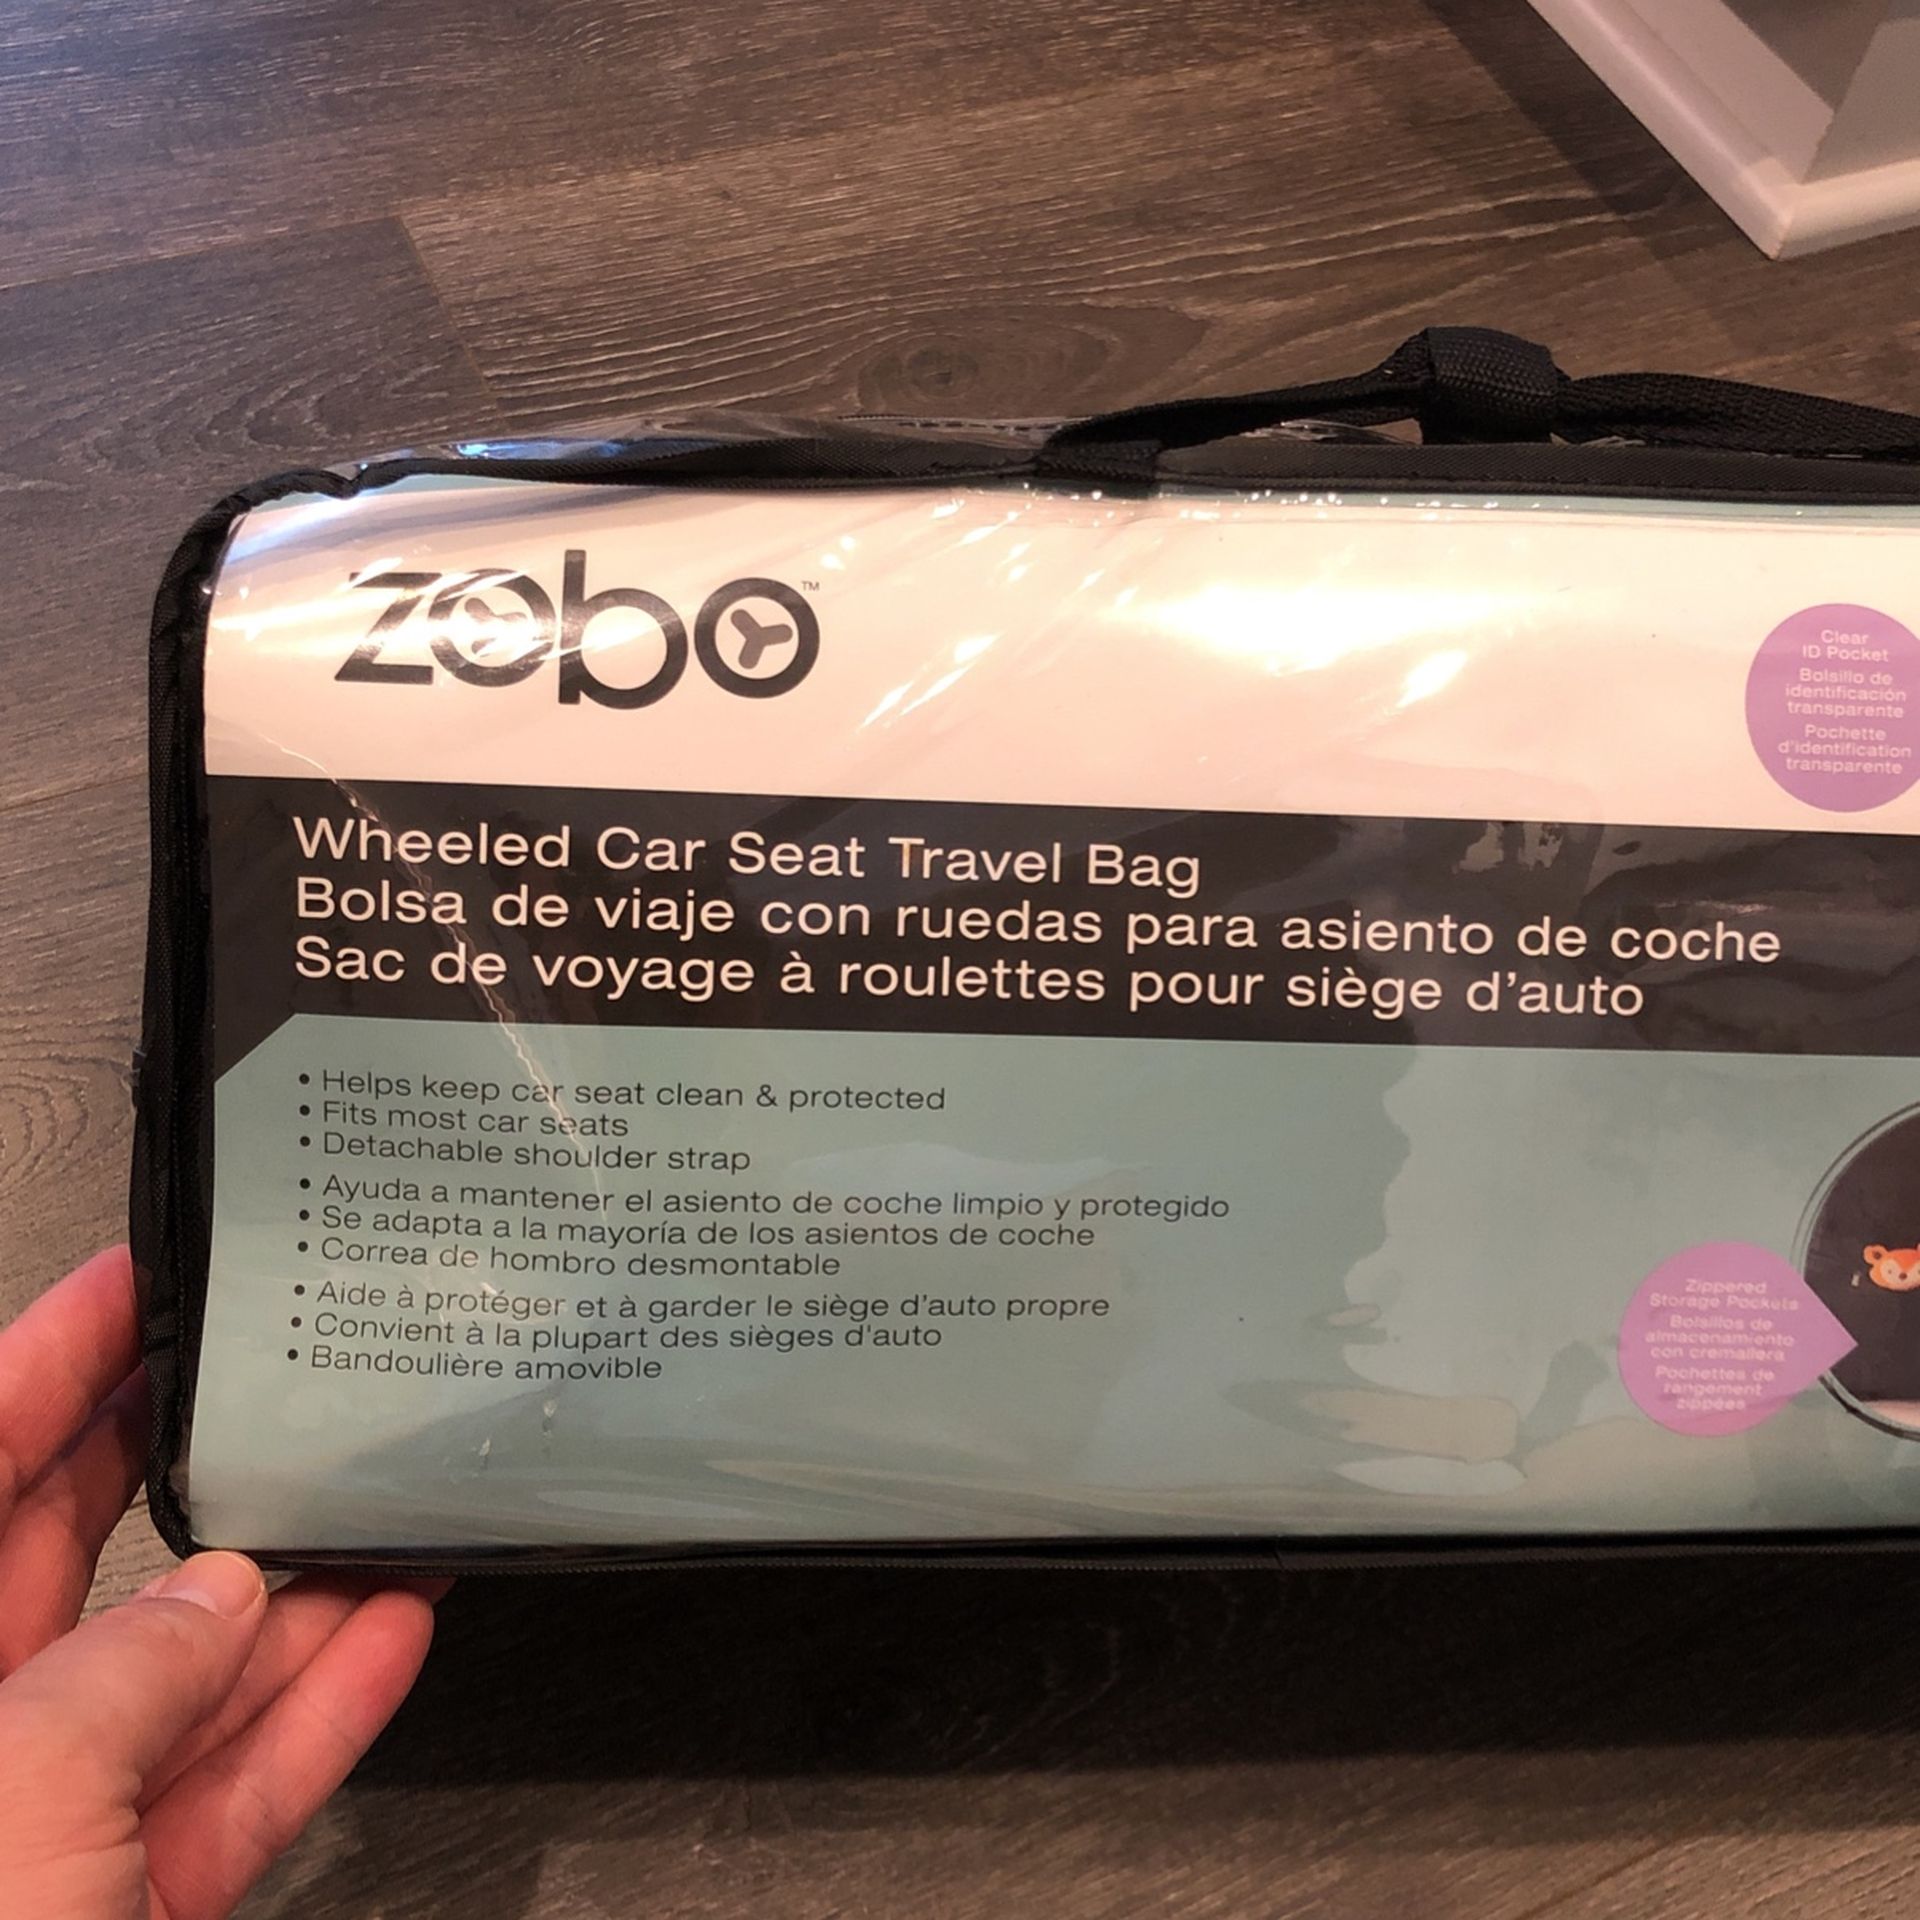 zobo™
Clear
ID Pocket
Bolsillo de
identificación
transparente
Pochette
d'identification
transparente
Wheeled Car Seat Travel Bag
Bolsa de viaje con ruedas para asiento de coche
Sac de voyage à roulettes pour siège d'auto
• Helps keep car seat clean & protected
• Fits most car seats
• Detachable shoulder strap
• Ayuda a mantener el asiento de coche limpio y protegido
• Se adapta a la mayoría de los asientos de coche
• Correa de hombro desmontable
• Aide à protéger et à garder le siège d'auto propre
• Convient à la plupart des sièges d'auto
• Bandoulière amovible
Zippered
Storage Pockets
Bolsillos de
almacenamiento
con cremallera
Pochettes de
rangement
zippées